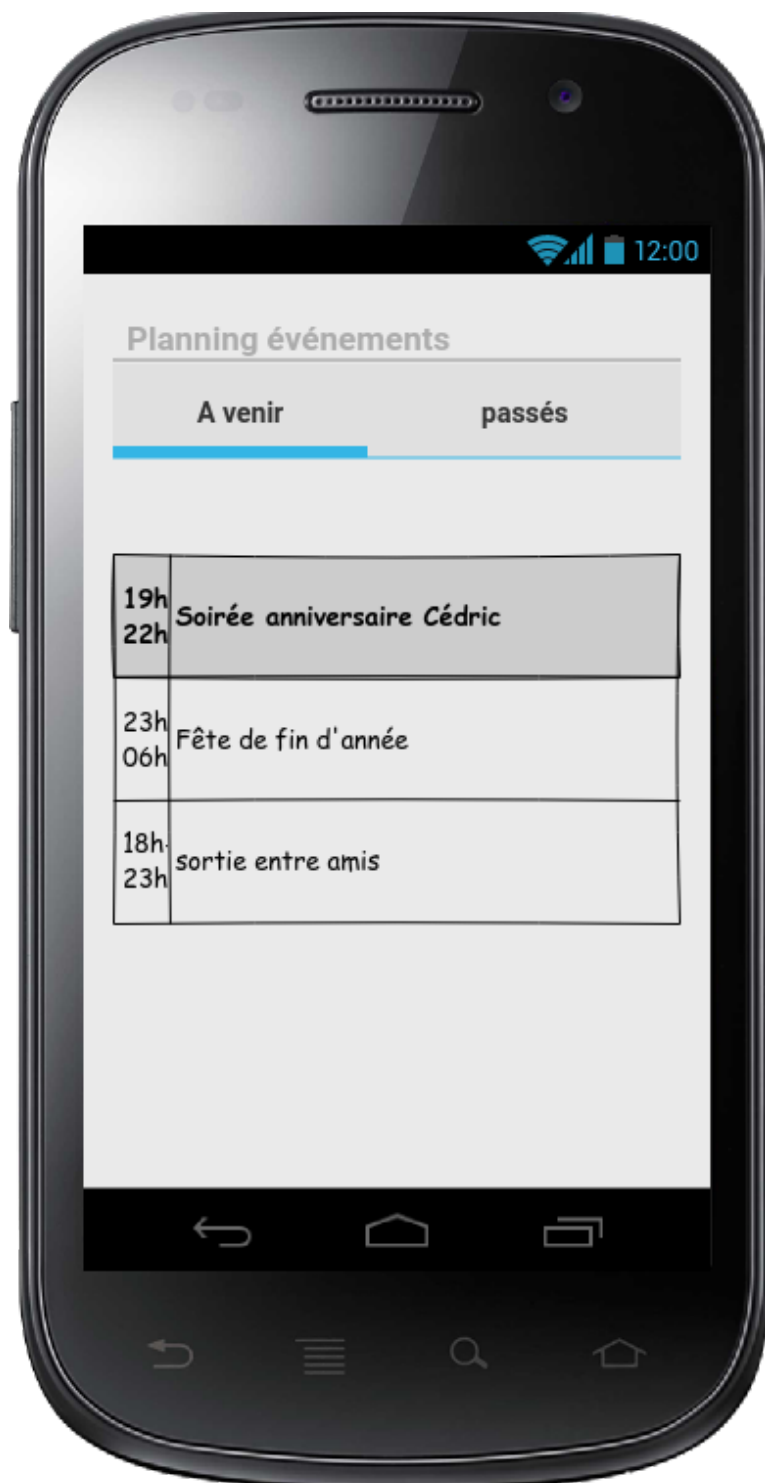 12:00
Planning événements
A venir passés
19h
22h
Soirée anniversaire Cédric
23h
06h
Fête de fin d'année
18h
23h
sortie entre amis